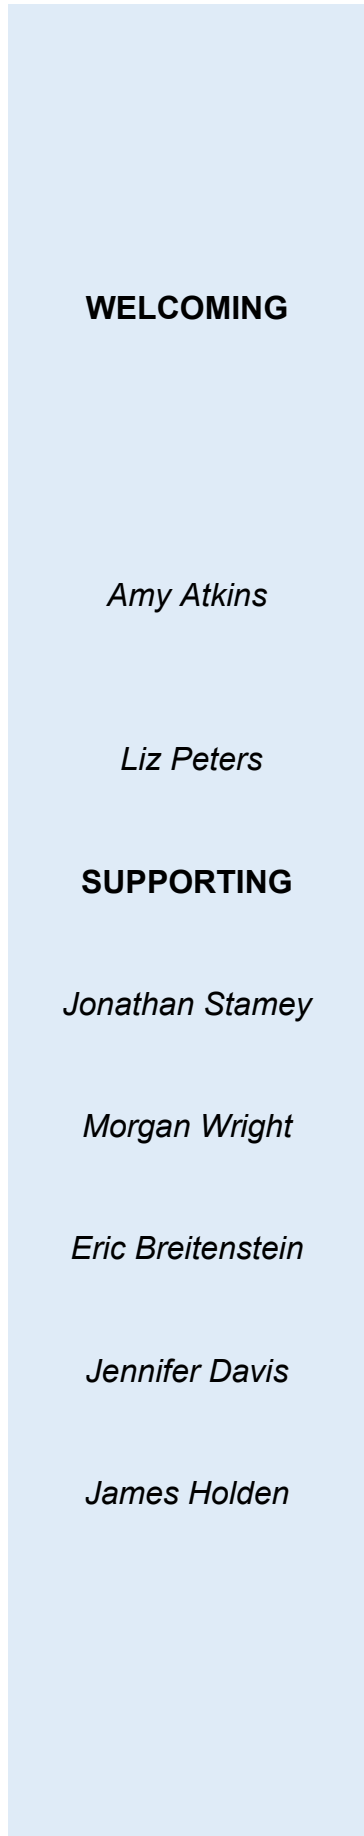 WELCOMING
Amy Atkins
Liz Peters
SUPPORTING
Jonathan Stamey
Morgan Wright
Eric Breitenstein
Jennifer Davis
James Holden